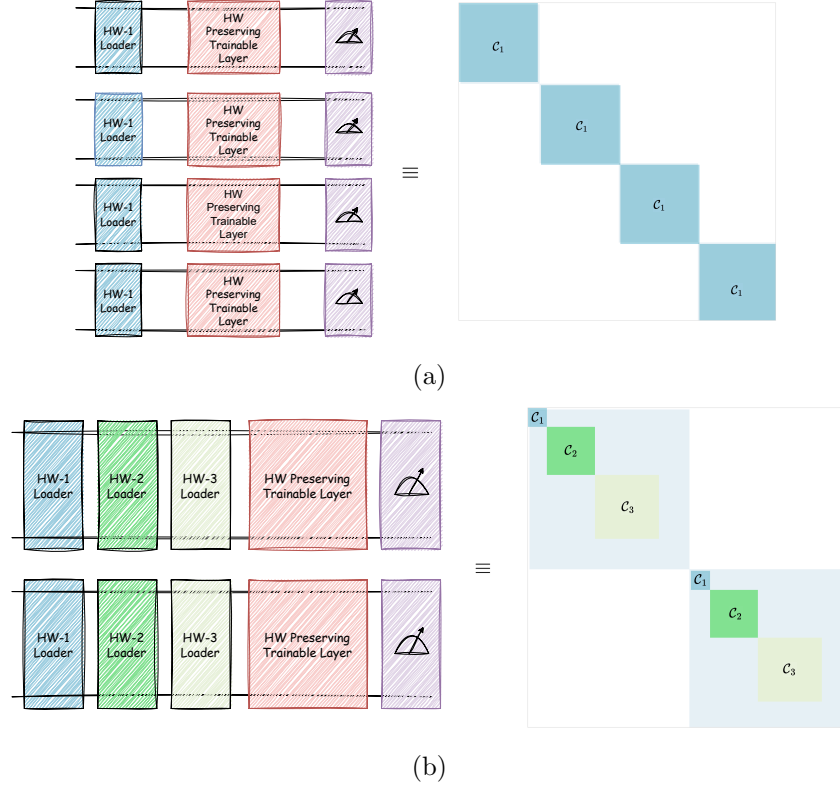 HW-1
Loader
HW
Preserving
Trainable
Layer
HW-1
Loader
HW
Preserving
Trainable
Layer
HW-1
Loader
HW
Preserving
Trainable
Layer
HW-1
Loader
HW
Preserving
Trainable
Layer
≡
𝒞₁
𝒞₁
𝒞₁
𝒞₁
(a)
HW-1
Loader
HW-2
Loader
HW-3
Loader
HW Preserving
Trainable Layer
HW-1
Loader
HW-2
Loader
HW-3
Loader
HW Preserving
Trainable Layer
≡
𝒞₁
𝒞₂
𝒞₃
𝒞₁
𝒞₂
𝒞₃
(b)